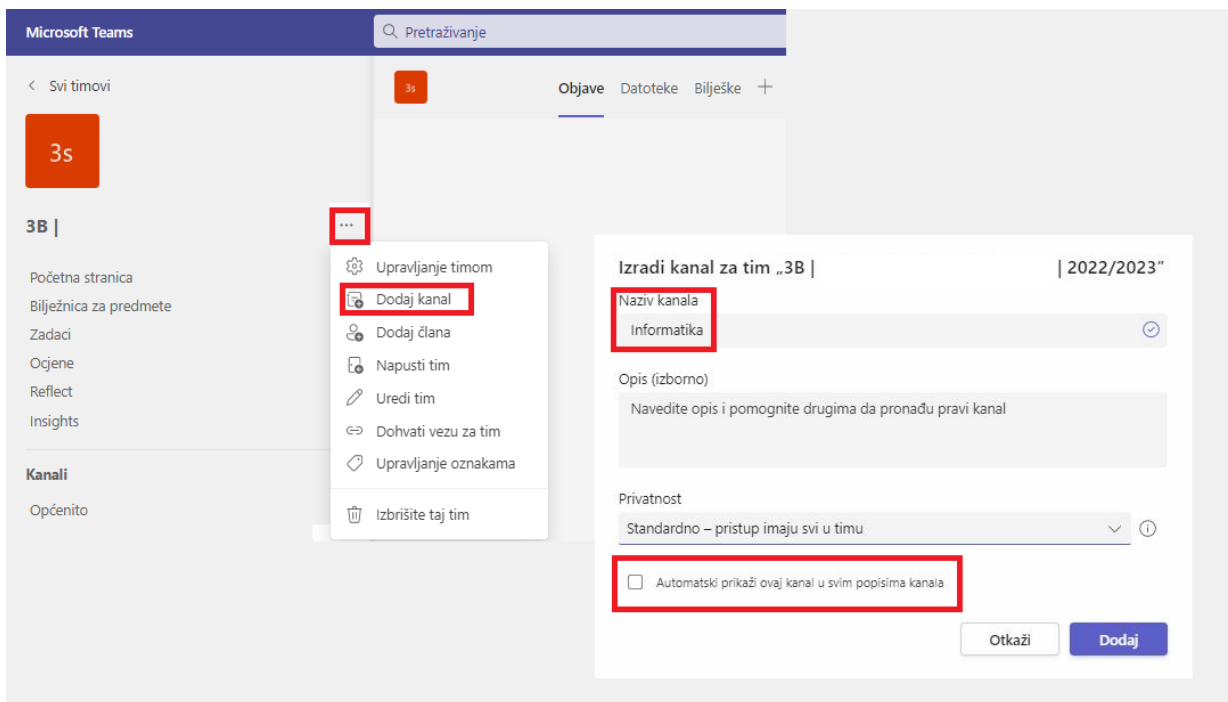 Microsoft Teams
Pretraživanje
Svi timovi
3s
Objave Datoteke Bilješke
3s
3B |
Početna stranica
Bilježnica za predmete
Zadaci
Ocjene
Reflect
Insights
Kanali
Općenito
Upravljanje timom
Dodaj kanal
Dodaj člana
Napusti tim
Uredi tim
Dohvati vezu za tim
Upravljanje oznakama
Izbrišite taj tim
Izradi kanal za tim „3B | | 2022/2023”
Naziv kanala
Informatika
Opis (izborno)
Navedite opis i pomognite drugima da pronađu pravi kanal
Privatnost
Standardno – pristup imaju svi u timu
Automatski prikaži ovaj kanal u svim popisima kanala
Otkaži Dodaj